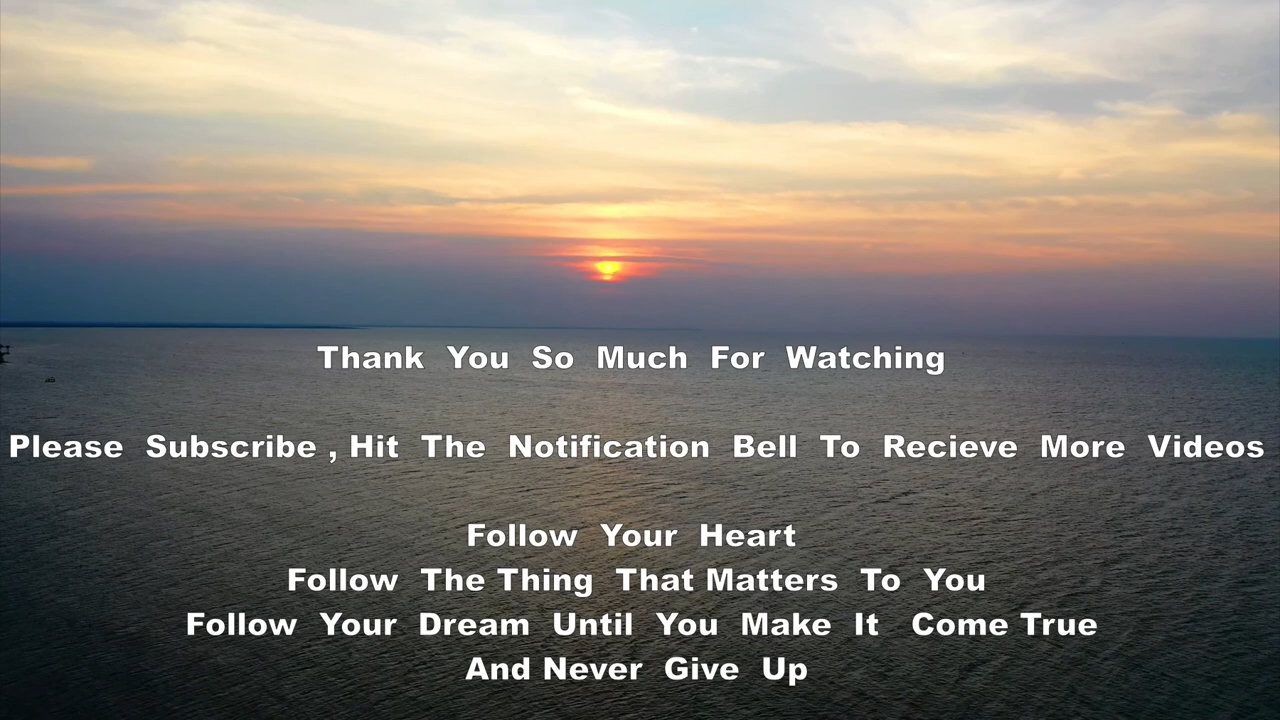 Thank You So Much For Watching
Please Subscribe , Hit The Notification Bell To Recieve More Videos
Follow Your Heart
Follow The Thing That Matters To You
Follow Your Dream Until You Make It Come True
And Never Give Up